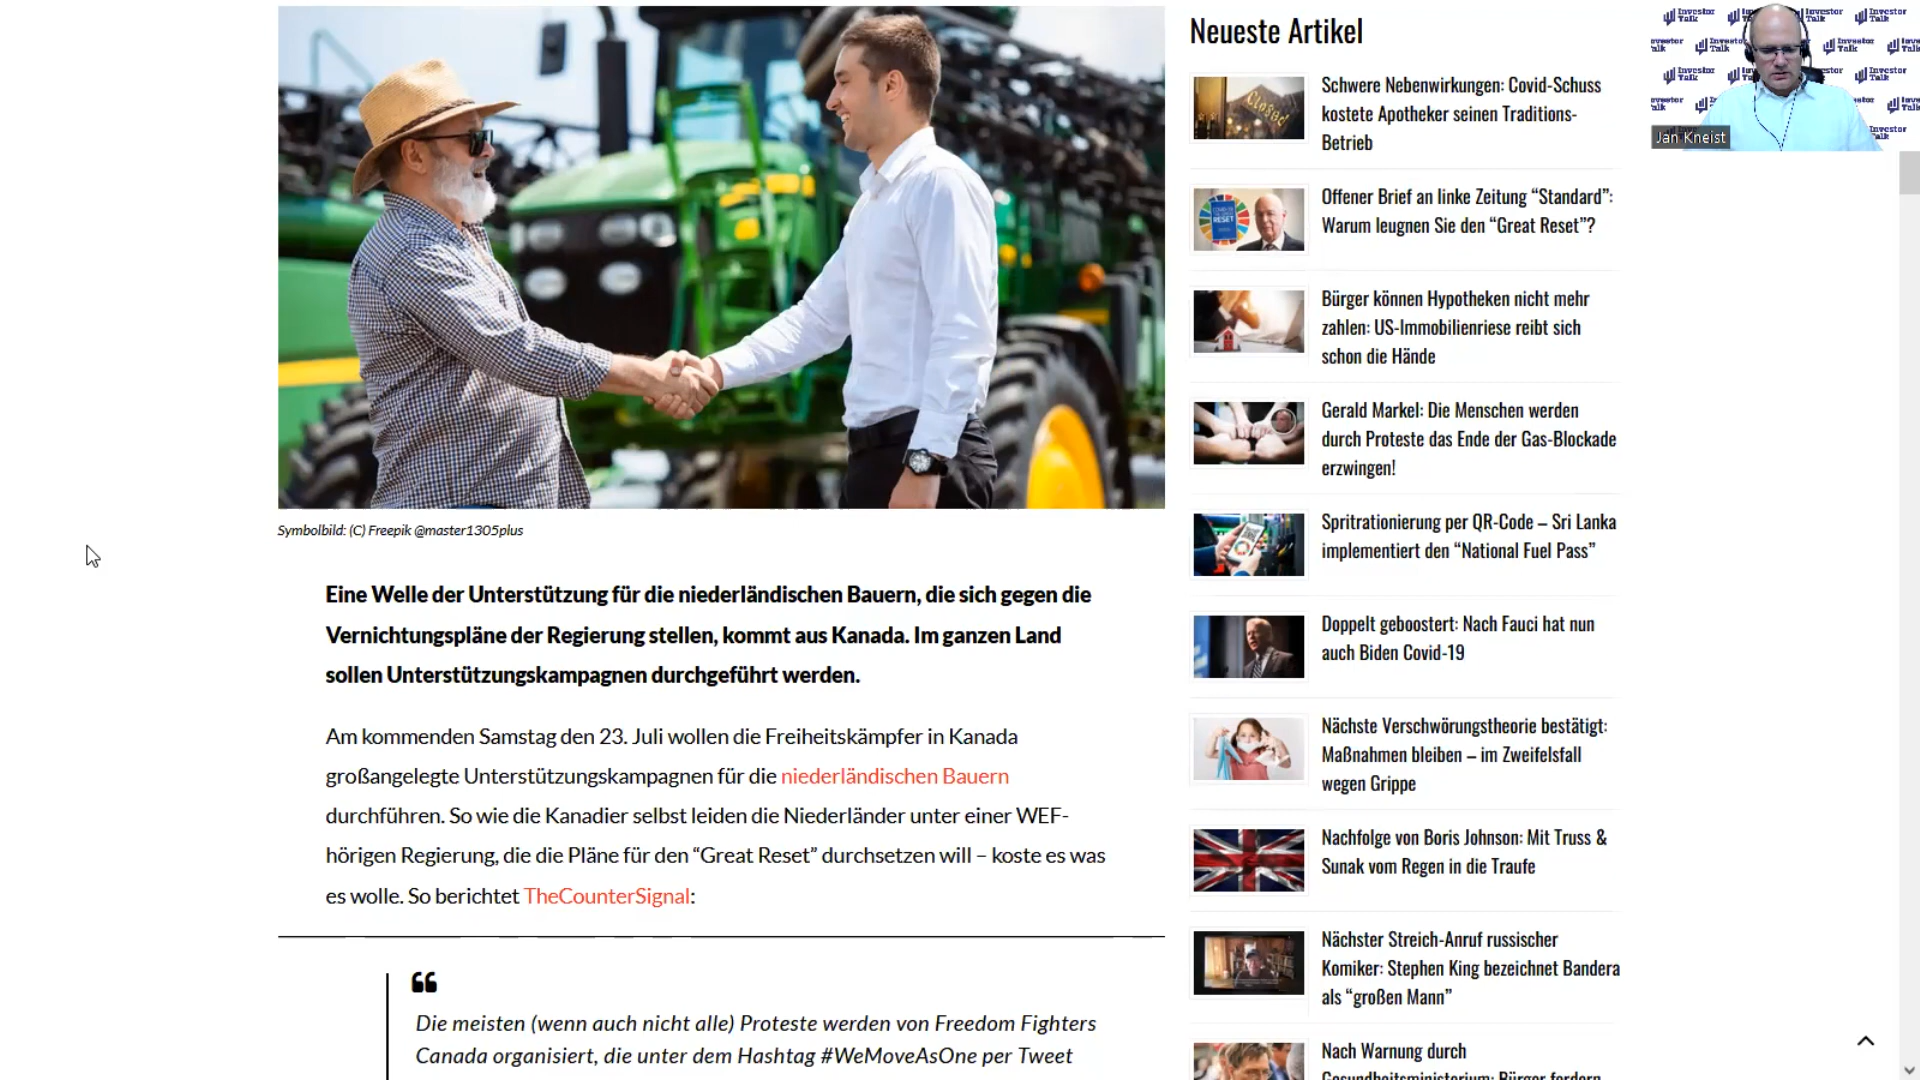 Symbolbild: (C) Freepik @master1305plus
Eine Welle der Unterstützung für die niederländischen Bauern, die sich gegen die
Vernichtungspläne der Regierung stellen, kommt aus Kanada. Im ganzen Land
sollen Unterstützungskampagnen durchgeführt werden.
Am kommenden Samstag den 23. Juli wollen die Freiheitskämpfer in Kanada
großangelegte Unterstützungskampagnen für die niederländischen Bauern
durchführen. So wie die Kanadier selbst leiden die Niederländer unter einer WEF-
hörigen Regierung, die die Pläne für den “Great Reset” durchsetzen will – koste es was
es wolle. So berichtet TheCounterSignal:
Die meisten (wenn auch nicht alle) Proteste werden von Freedom Fighters
Canada organisiert, die unter dem Hashtag #WeMoveAsOne per Tweet
Neueste Artikel
Closed
Schwere Nebenwirkungen: Covid-Schuss
kostete Apotheker seinen Traditions-
Betrieb
RESET
Offener Brief an linke Zeitung “Standard”:
Warum leugnen Sie den “Great Reset”?
Bürger können Hypotheken nicht mehr
zahlen: US-Immobilienriese reibt sich
schon die Hände
Gerald Markel: Die Menschen werden
durch Proteste das Ende der Gas-Blockade
erzwingen!
Spritrationierung per QR-Code – Sri Lanka
implementiert den “National Fuel Pass”
Doppelt geboostert: Nach Fauci hat nun
auch Biden Covid-19
Nächste Verschwörungstheorie bestätigt:
Maßnahmen bleiben – im Zweifelsfall
wegen Grippe
Nachfolge von Boris Johnson: Mit Truss &
Sunak vom Regen in die Traufe
Nächster Streich-Anruf russischer
Komiker: Stephen King bezeichnet Bandera
als “großen Mann”
Nach Warnung durch
Gesundheitsministerium: Bürger fordern
Investor Talk
Jan Kneist